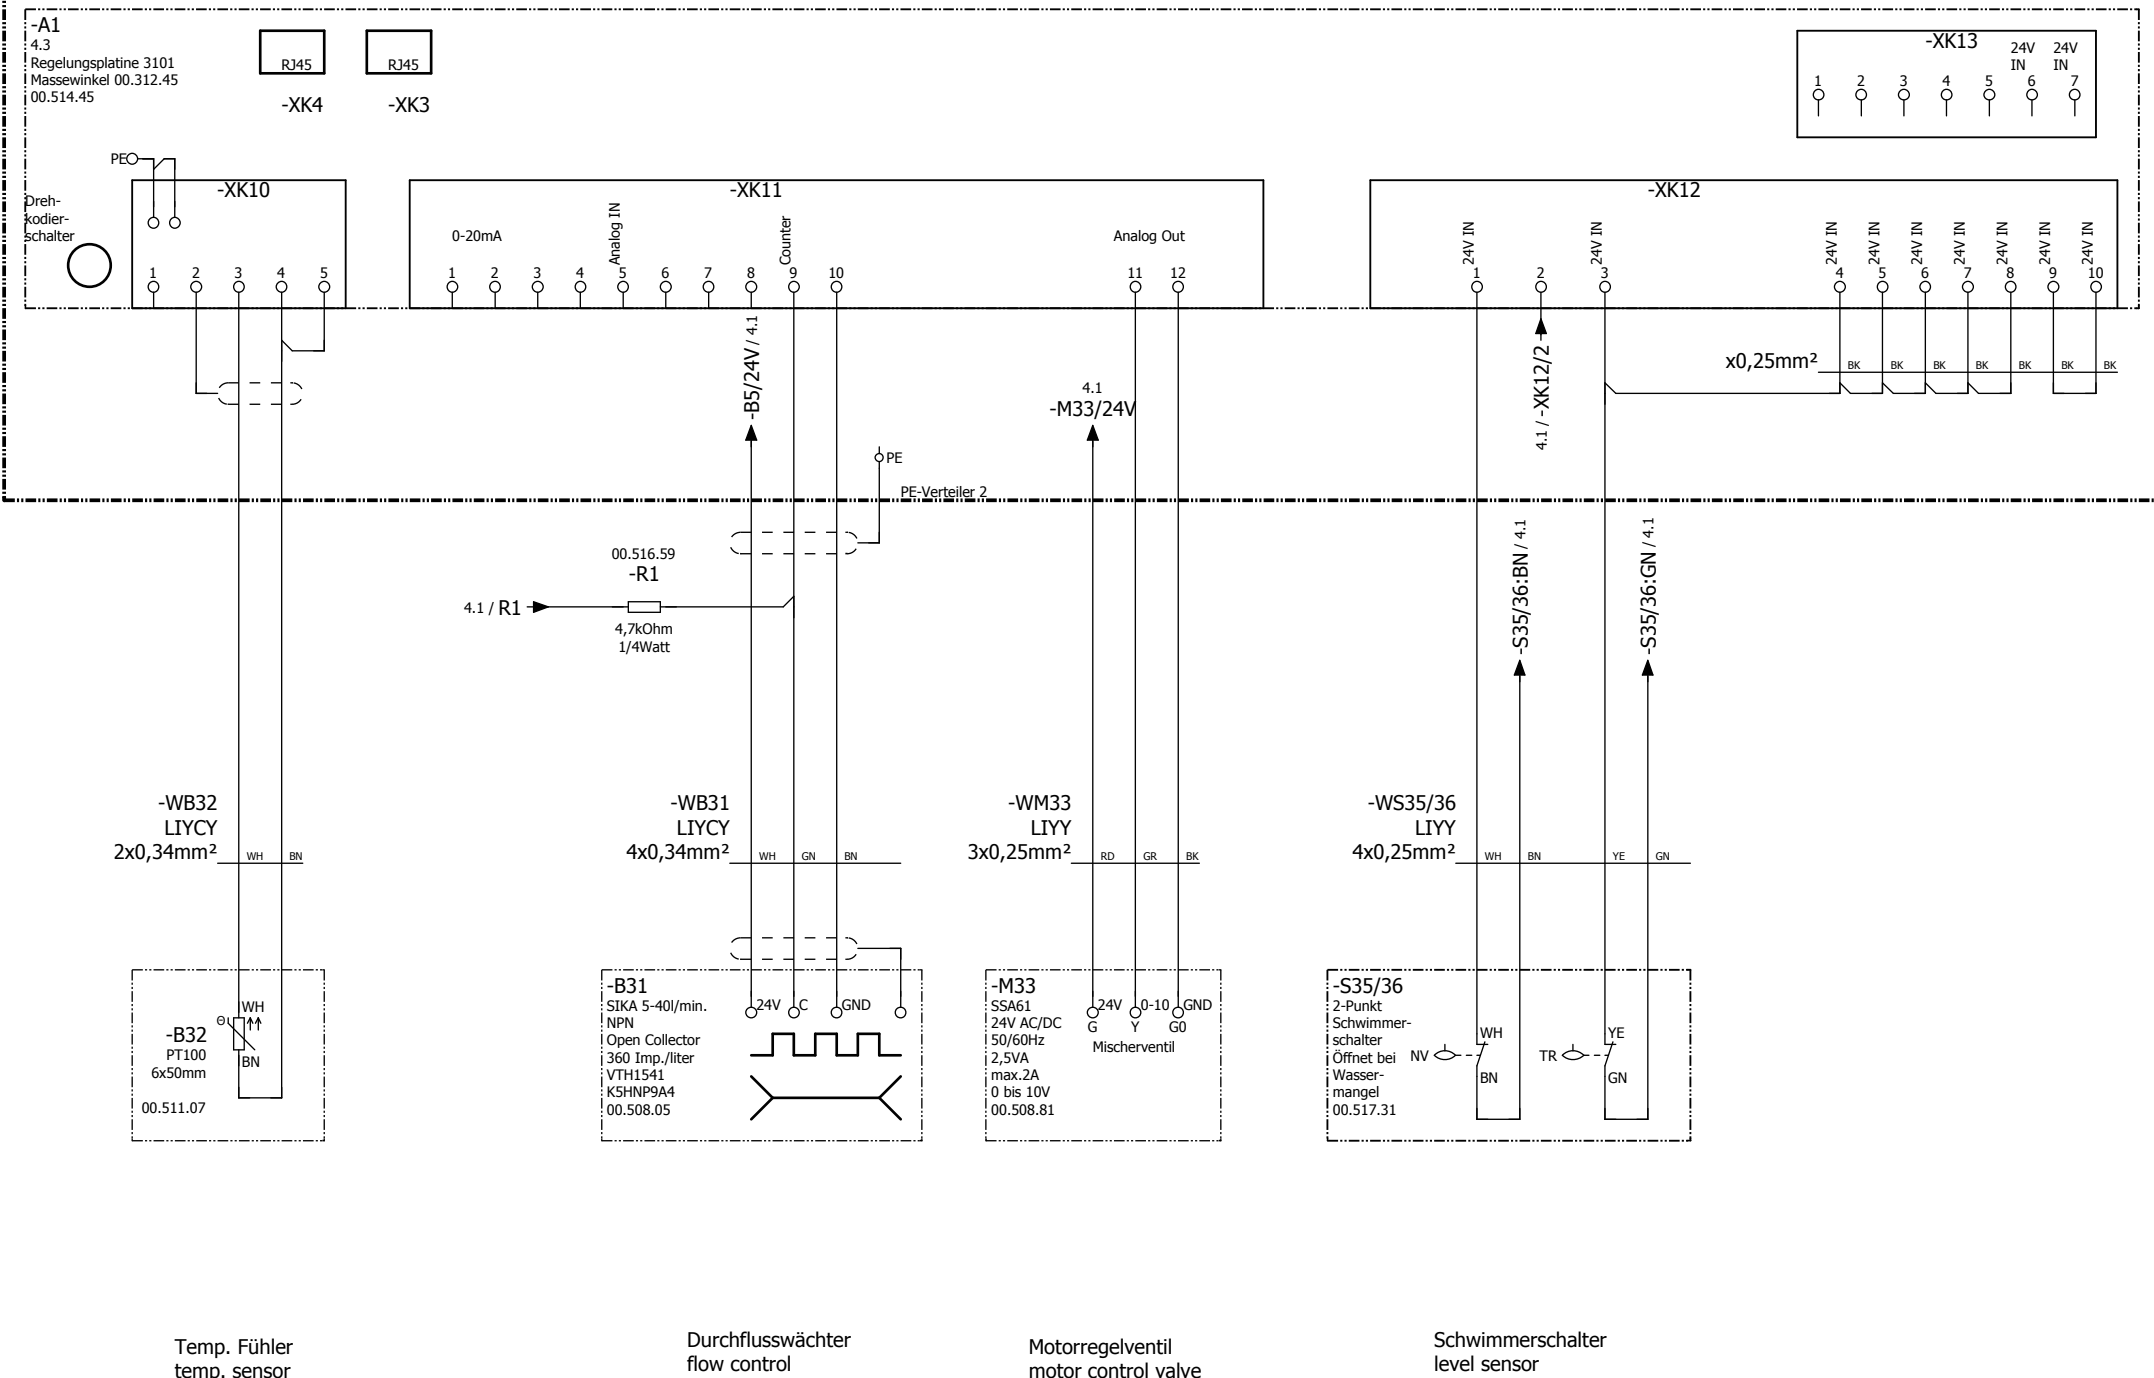 -A1
4.3
Regelungsplatine 3101
Massewinkel 00.312.45
00.514.45
RJ45
-XK4
RJ45
-XK3
-XK13
24V IN
24V IN
1 2 3 4 5 6 7
PE
Dreh-
kodier-
schalter
-XK10
1 2 3 4 5
-XK11
0-20mA
Analog IN
Counter
Analog Out
1 2 3 4 5 6 7 8 9 10 11 12
-XK12
24V IN
24V IN
24V IN
24V IN
24V IN
24V IN
24V IN
24V IN
24V IN
1 2 3 4 5 6 7 8 9 10
-B5/24V / 4.1
4.1
-M33/24V
4.1 / -XK12/2
x0,25mm²
BK BK BK BK BK BK BK
PE
PE-Verteiler 2
00.516.59
-R1
4.1 / R1
4,7kOhm
1/4Watt
-S35/36:BN / 4.1
-S35/36:GN / 4.1
-WB32
LIYCY
2x0,34mm²
WH BN
-WB31
LIYCY
4x0,34mm²
WH GN BN
-WM33
LIYY
3x0,25mm²
RD GR BK
-WS35/36
LIYY
4x0,25mm²
WH BN YE GN
WH
Θ
-B32
BN
PT100
6x50mm
00.511.07
-B31
SIKA 5-40l/min.
NPN
Open Collector
360 Imp./liter
VTH1541
K5HNP9A4
00.508.05
24V C GND
-M33
SSA61
24V AC/DC
50/60Hz
2,5VA
max.2A
0 bis 10V
00.508.81
24V 0-10 GND
G Y G0
Mischerventil
-S35/36
2-Punkt
Schwimmer-
schalter
Öffnet bei
Wasser-
mangel
00.517.31
NV
WH
BN
TR
YE
GN
Temp. Fühler
temp. sensor
Durchflusswächter
flow control
Motorregelventil
motor control valve
Schwimmerschalter
level sensor